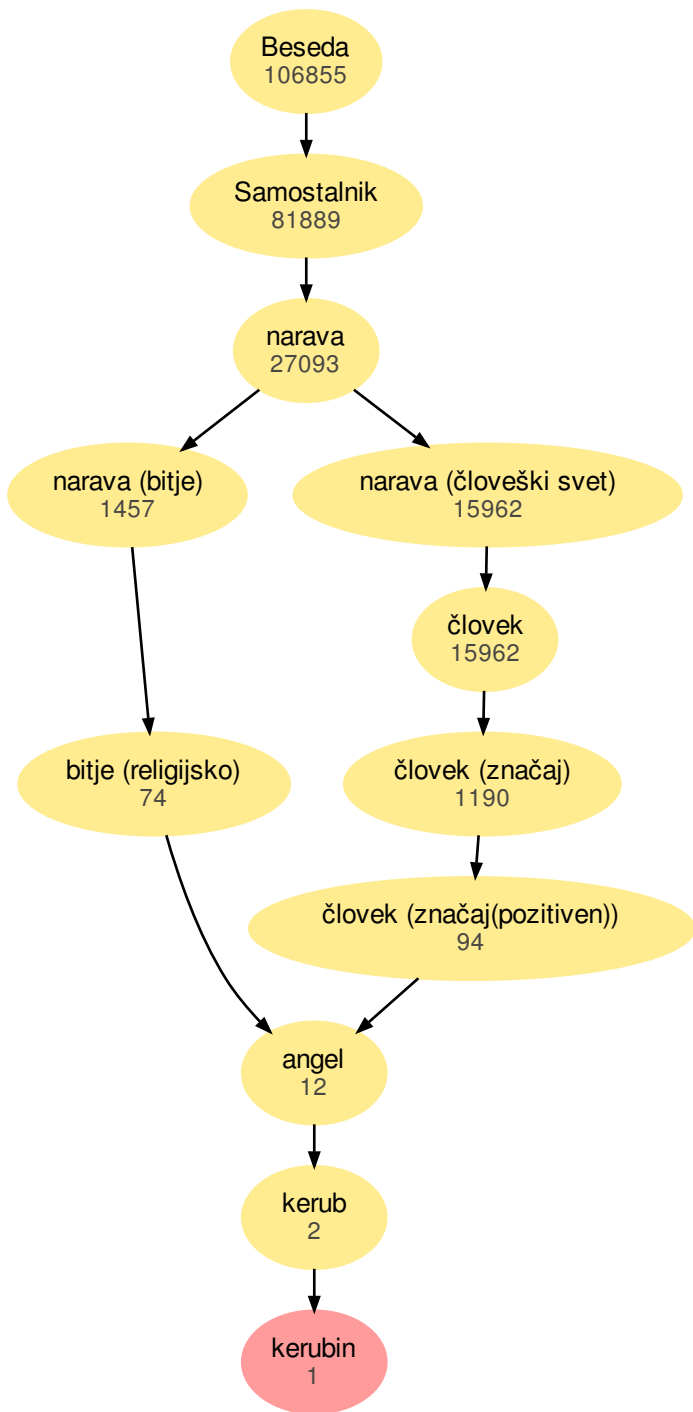 Beseda
106855
Samostalnik
81889
narava
27093
narava (bitje)
1457
narava (človeški svet)
15962
človek
15962
bitje (religijsko)
74
človek (značaj)
1190
človek (značaj(pozitiven))
94
angel
12
kerub
2
kerubin
1